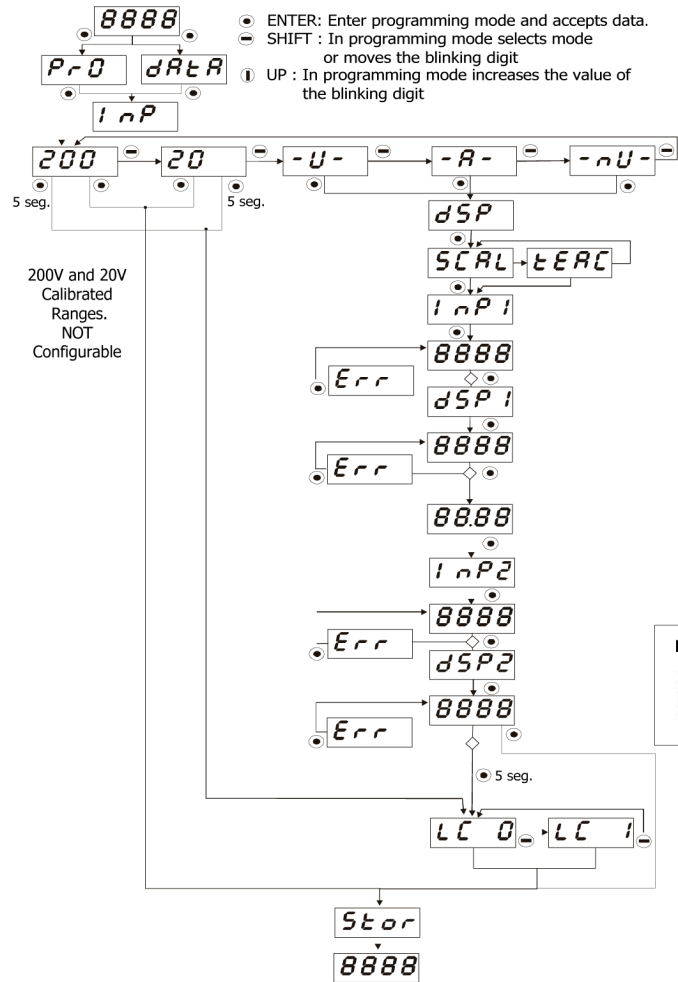 8888
ENTER: Enter programming mode and accepts data.
SHIFT : In programming mode selects mode
or moves the blinking digit
UP : In programming mode increases the value of
the blinking digit
PrO
dAtA
InP
200
20
-U-
-A-
-nU-
5 seg.
5 seg.
dSP
SCAL
tEAC
200V and 20V
Calibrated
Ranges.
NOT
Configurable
InP1
8888
Err
dSP1
8888
Err
88.88
InP2
8888
Err
dSP2
8888
Err
5 seg.
LC 0
LC 1
Stor
8888